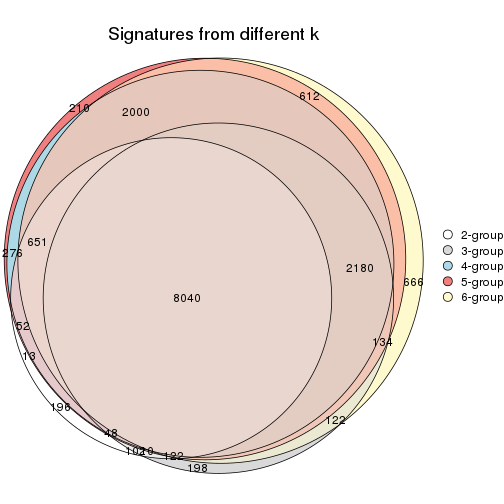 Signatures from different k
210
612
2000
651
276
2180
666
8040
52
134
13
196
122
48
122
198
2-group
3-group
4-group
5-group
6-group